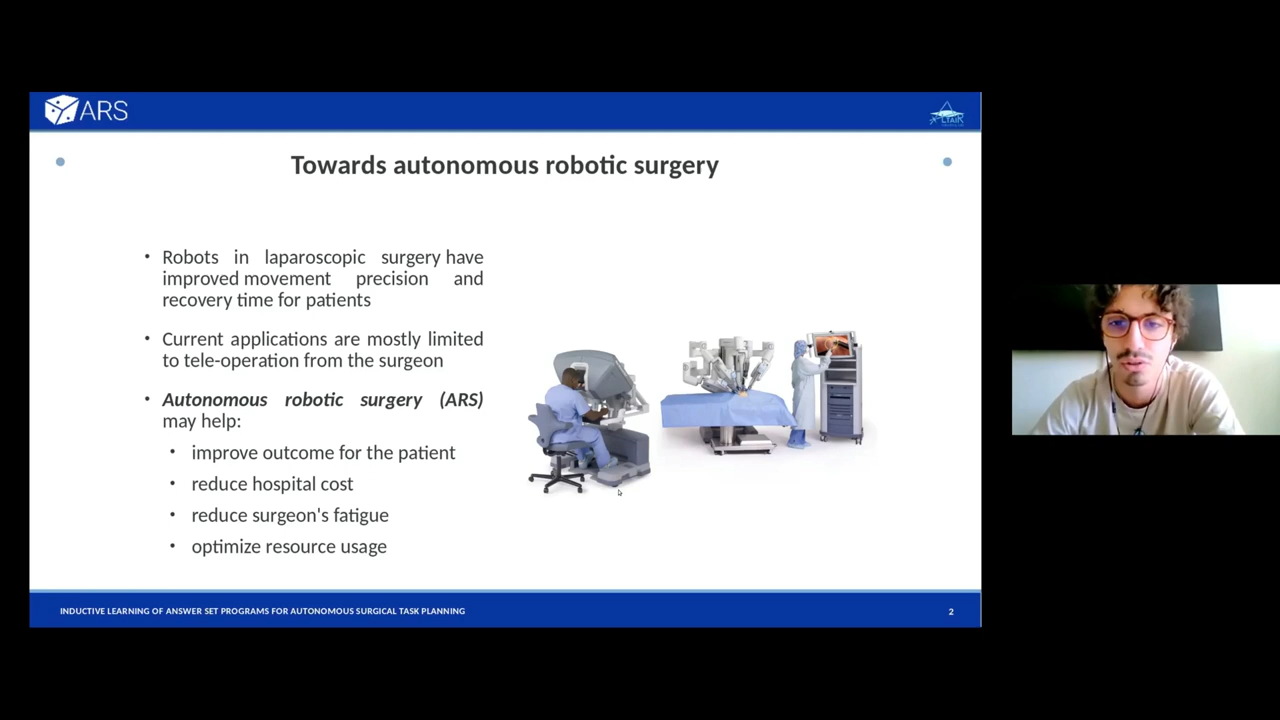 ARS
LTAIR
Towards autonomous robotic surgery
• Robots in laparoscopic surgery have
improved movement precision and
recovery time for patients
• Current applications are mostly limited
to tele-operation from the surgeon
• Autonomous robotic surgery (ARS)
may help:
• improve outcome for the patient
• reduce hospital cost
• reduce surgeon's fatigue
• optimize resource usage
INDUCTIVE LEARNING OF ANSWER SET PROGRAMS FOR AUTONOMOUS SURGICAL TASK PLANNING
2